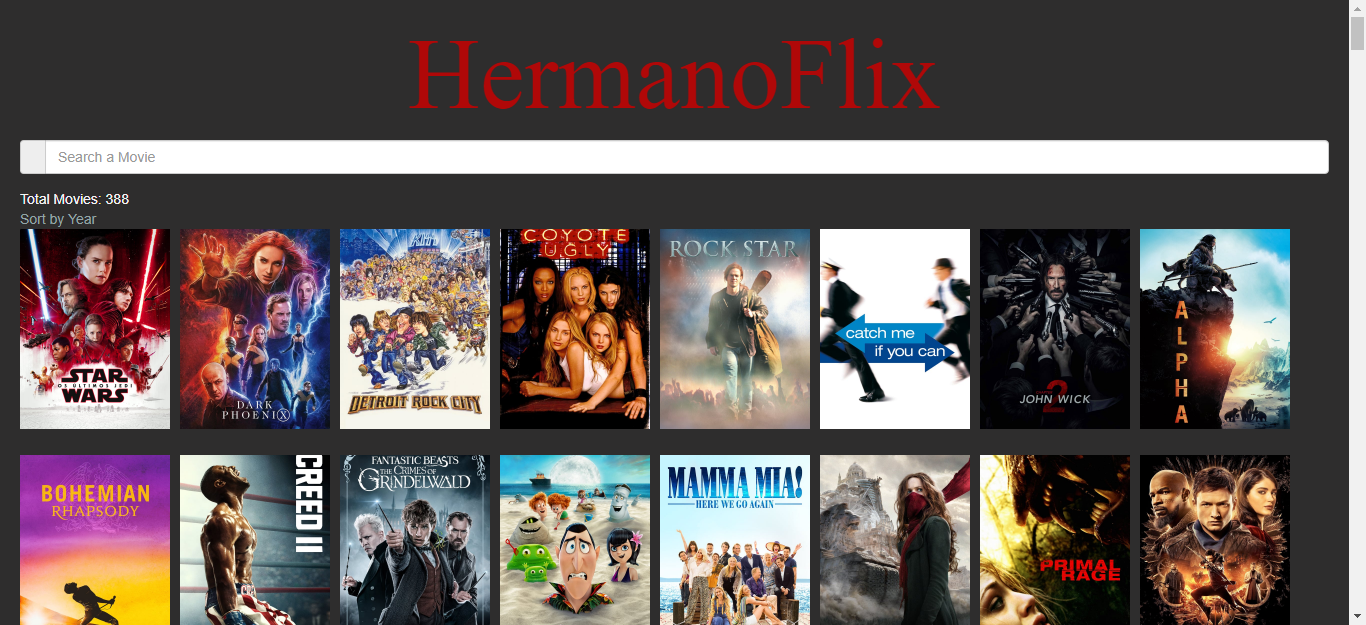 HermanoFlix
Search a Movie
Total Movies: 388
Sort by Year
STAR
OS ÚLTIMOS JEDI
WARS
DARK
PHOENIX
DETROIT ROCK CITY
COYOTE
UGLY
ROCK STAR
catch me
if you can
2
JOHN WICK
ALPHA
BOHEMIAN
RHAPSODY
CREED II
FANTASTIC BEASTS
THE CRIMES OF
GRINDELWALD
MAMMA MIA!
HERE WE GO AGAIN
PRIMAL
RAGE